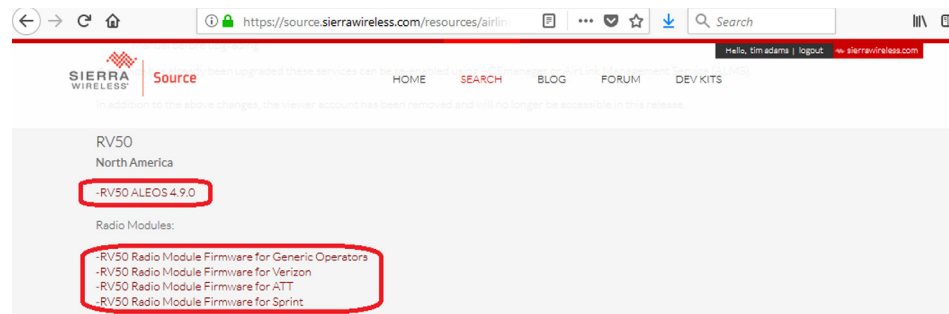 https://source.sierrawireless.com/resources/airlin
Search
Hello, tim adams | logout
sierrawireless.com
SIERRA
WIRELESS
Source
HOME
SEARCH
BLOG
FORUM
DEV KITS
In addition to the above changes, the viewer account has been removed and will no longer be accessible in this release.
RV50
North America
-RV50 ALEOS 4.9.0
Radio Modules:
-RV50 Radio Module Firmware for Generic Operators
-RV50 Radio Module Firmware for Verizon
-RV50 Radio Module Firmware for ATT
-RV50 Radio Module Firmware for Sprint